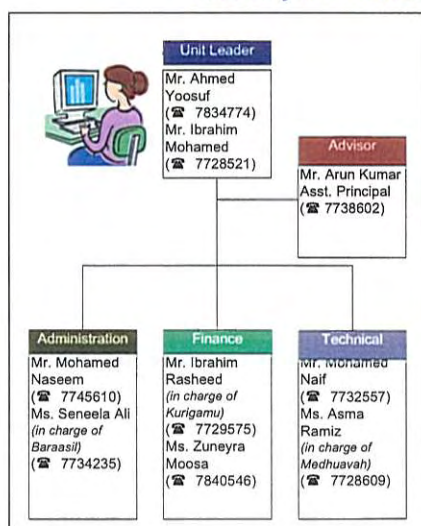 Unit Leader
Mr. Ahmed
Yoosuf
(☎ 7834774)
Mr. Ibrahim
Mohamed
(☎ 7728521)
Advisor
Mr. Arun Kumar
Asst. Principal
(☎ 7738602)
Administration
Mr. Mohamed
Naseem
(☎ 7745610)
Ms. Seneela Ali
(in charge of
Baraasil)
(☎ 7734235)
Finance
Mr. Ibrahim
Rasheed
(in charge of
Kurigamu)
(☎ 7729575)
Ms. Zuneyra
Moosa
(☎ 7840546)
Technical
Mr. Mohamed
Naif
(☎ 7732557)
Ms. Asma
Ramiz
(in charge of
Medhuavah)
(☎ 7728609)